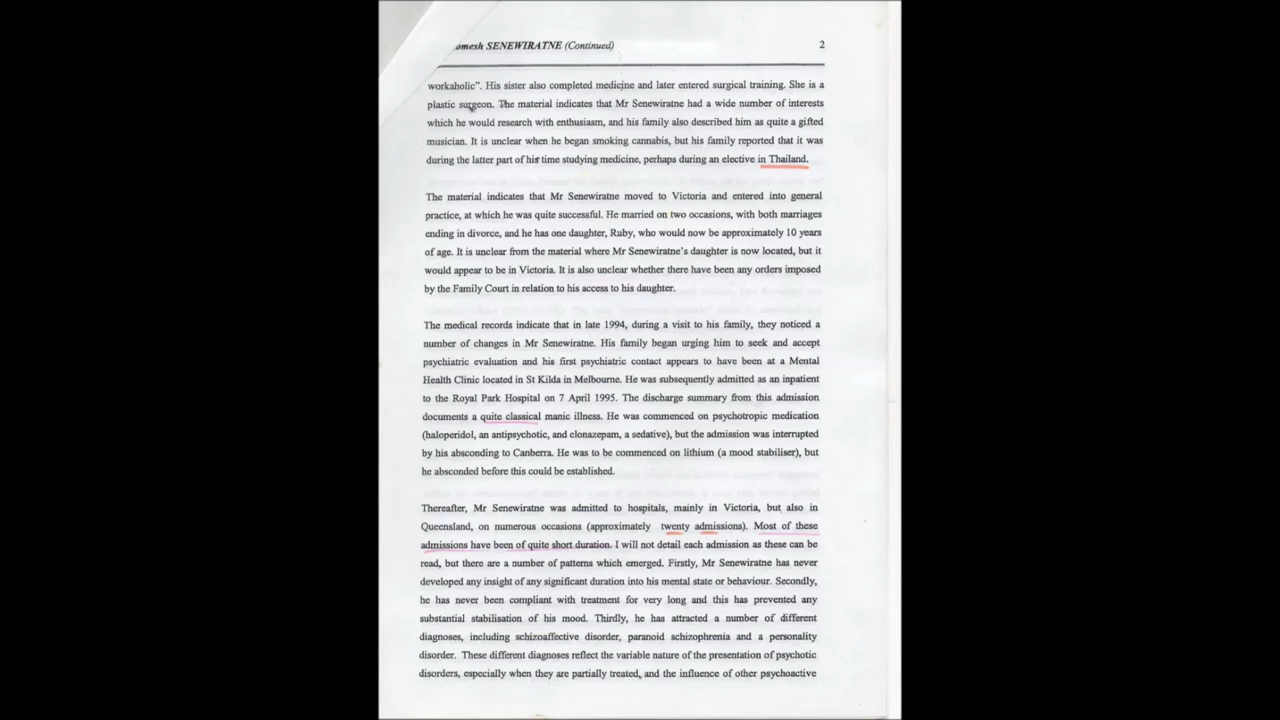 omesh SENEWIRATNE (Continued) 2
workaholic". His sister also completed medicine and later entered surgical training. She is a
plastic surgeon. The material indicates that Mr Senewiratne had a wide number of interests
which he would research with enthusiasm, and his family also described him as quite a gifted
musician. It is unclear when he began smoking cannabis, but his family reported that it was
during the latter part of his time studying medicine, perhaps during an elective in Thailand.
The material indicates that Mr Senewiratne moved to Victoria and entered into general
practice, at which he was quite successful. He married on two occasions, with both marriages
ending in divorce, and he has one daughter, Ruby, who would now be approximately 10 years
of age. It is unclear from the material where Mr Senewiratne's daughter is now located, but it
would appear to be in Victoria. It is also unclear whether there have been any orders imposed
by the Family Court in relation to his access to his daughter.
The medical records indicate that in late 1994, during a visit to his family, they noticed a
number of changes in Mr Senewiratne. His family began urging him to seek and accept
psychiatric evaluation and his first psychiatric contact appears to have been at a Mental
Health Clinic located in St Kilda in Melbourne. He was subsequently admitted as an inpatient
to the Royal Park Hospital on 7 April 1995. The discharge summary from this admission
documents a quite classical manic illness. He was commenced on psychotropic medication
(haloperidol, an antipsychotic, and clonazepam, a sedative), but the admission was interrupted
by his absconding to Canberra. He was to be commenced on lithium (a mood stabiliser), but
he absconded before this could be established.
Thereafter, Mr Senewiratne was admitted to hospitals, mainly in Victoria, but also in
Queensland, on numerous occasions (approximately twenty admissions). Most of these
admissions have been of quite short duration. I will not detail each admission as these can be
read, but there are a number of patterns which emerged. Firstly, Mr Senewiratne has never
developed any insight of any significant duration into his mental state or behaviour. Secondly,
he has never been compliant with treatment for very long and this has prevented any
substantial stabilisation of his mood. Thirdly, he has attracted a number of different
diagnoses, including schizoaffective disorder, paranoid schizophrenia and a personality
disorder. These different diagnoses reflect the variable nature of the presentation of psychotic
disorders, especially when they are partially treated, and the influence of other psychoactive